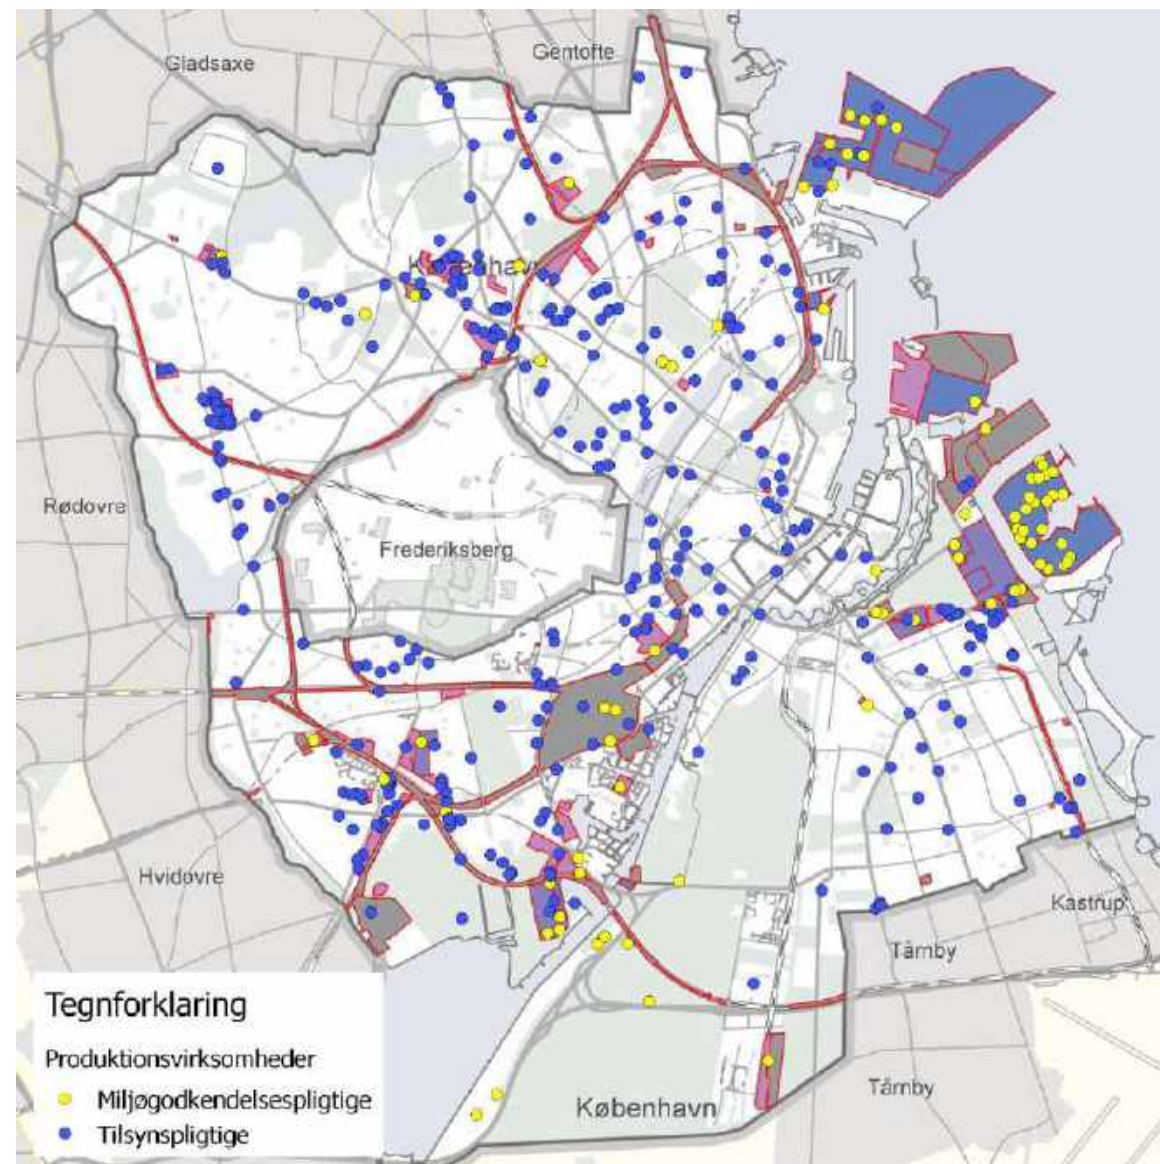 Gentofte
Gladsaxe
København
Rødovre
Frederiksberg
Hvidovre
Kastrup
Tårnby
Tårnby
København
Tegnforklaring
Produktionsvirksomheder
Miljøgodkendelsespligtige
Tilsynspligtige